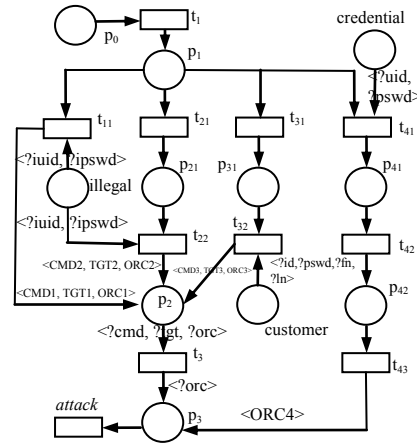 t1
credential
p0
p1
<?uid,
?pswd>
t11
t21
t31
t41
<?iuid, ?ipswd>
p21
p31
p41
illegal
<?iuid, ?ipswd>
t22
t32
t42
<?id,?pswd,?fn,
?ln>
<CMD2, TGT2, ORC2>
<CMD3, TGT3, ORC3>
<CMD1, TGT1, ORC1>
p2
p42
<?cmd, ?tgt, ?orc>
customer
t3
t43
<?orc>
attack
p3
<ORC4>